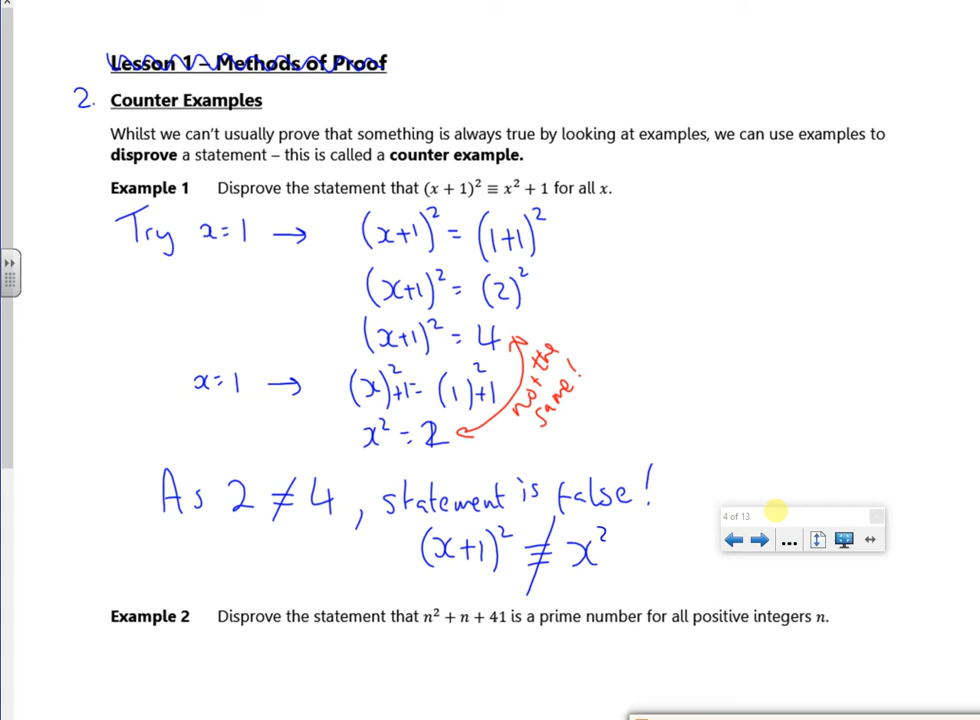 Lesson 1 – Methods of Proof
2. Counter Examples
Whilst we can't usually prove that something is always true by looking at examples, we can use examples to
disprove a statement – this is called a counter example.
Example 1 Disprove the statement that (x + 1)² ≡ x² + 1 for all x.
Try x=1 → (x+1)² = (1+1)²
(x+1)² = (2)²
(x+1)² = 4
not the
same!
x=1 → (x)²+1 = (1)²+1
x² = 2
As 2 ≠ 4, statement is false!
(x+1)² ≢ x²
4 of 13
...
Example 2 Disprove the statement that n² + n + 41 is a prime number for all positive integers n.